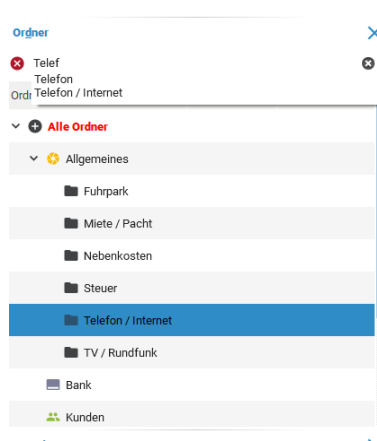 Ordner
Telef
Telefon
Telefon / Internet
Ordn
Alle Ordner
Allgemeines
Fuhrpark
Miete / Pacht
Nebenkosten
Steuer
Telefon / Internet
TV / Rundfunk
Bank
Kunden